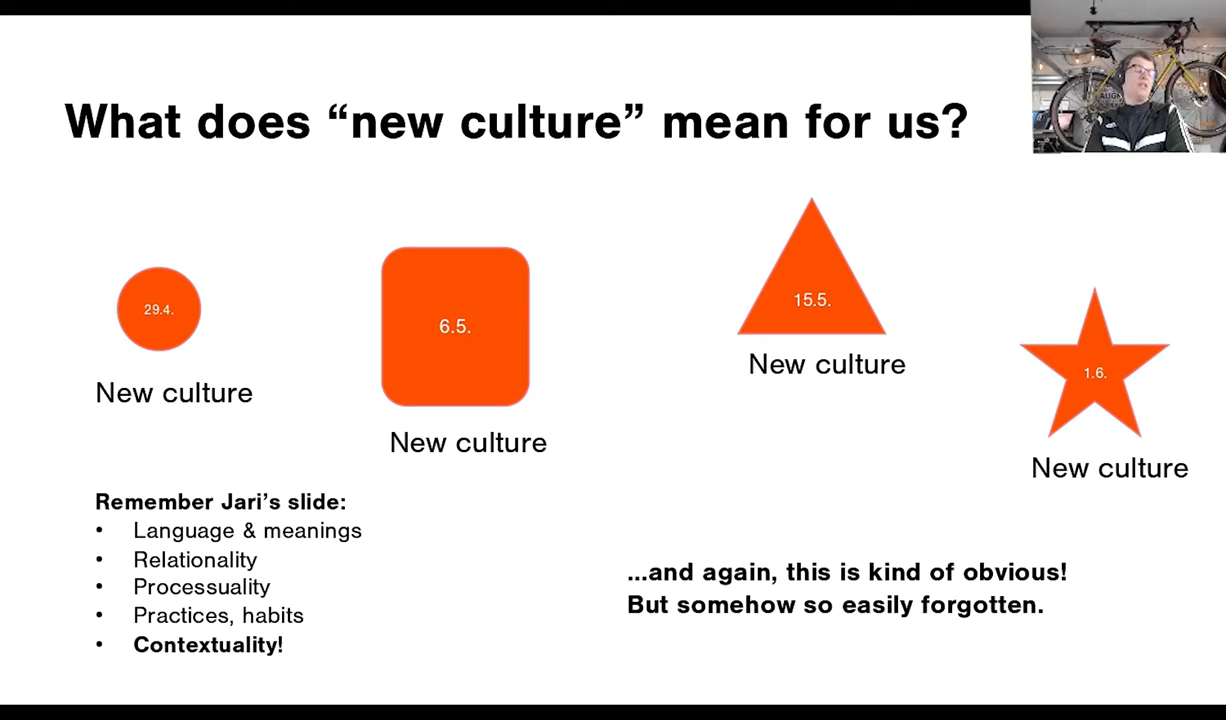 What does “new culture” mean for us?
29.4.
New culture
6.5.
New culture
15.5.
New culture
1.6.
New culture
Remember Jari’s slide:
• Language & meanings
• Relationality
• Processuality
• Practices, habits
• Contextuality!
...and again, this is kind of obvious!
But somehow so easily forgotten.